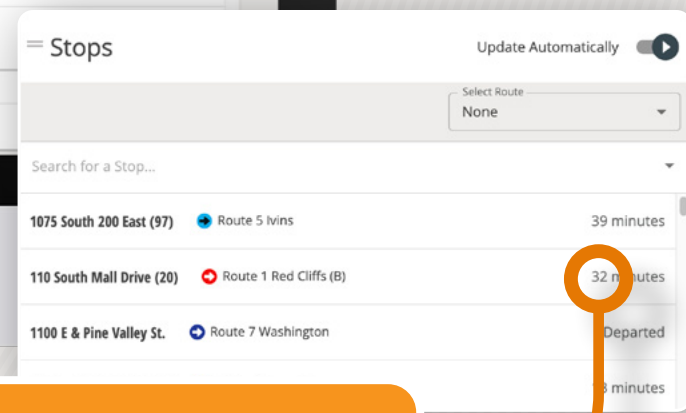 Stops
Update Automatically
Select Route
None
Search for a Stop...
1075 South 200 East (97) Route 5 Ivins 39 minutes
110 South Mall Drive (20) Route 1 Red Cliffs (B) 32 minutes
1100 E & Pine Valley St. Route 7 Washington Departed
minutes